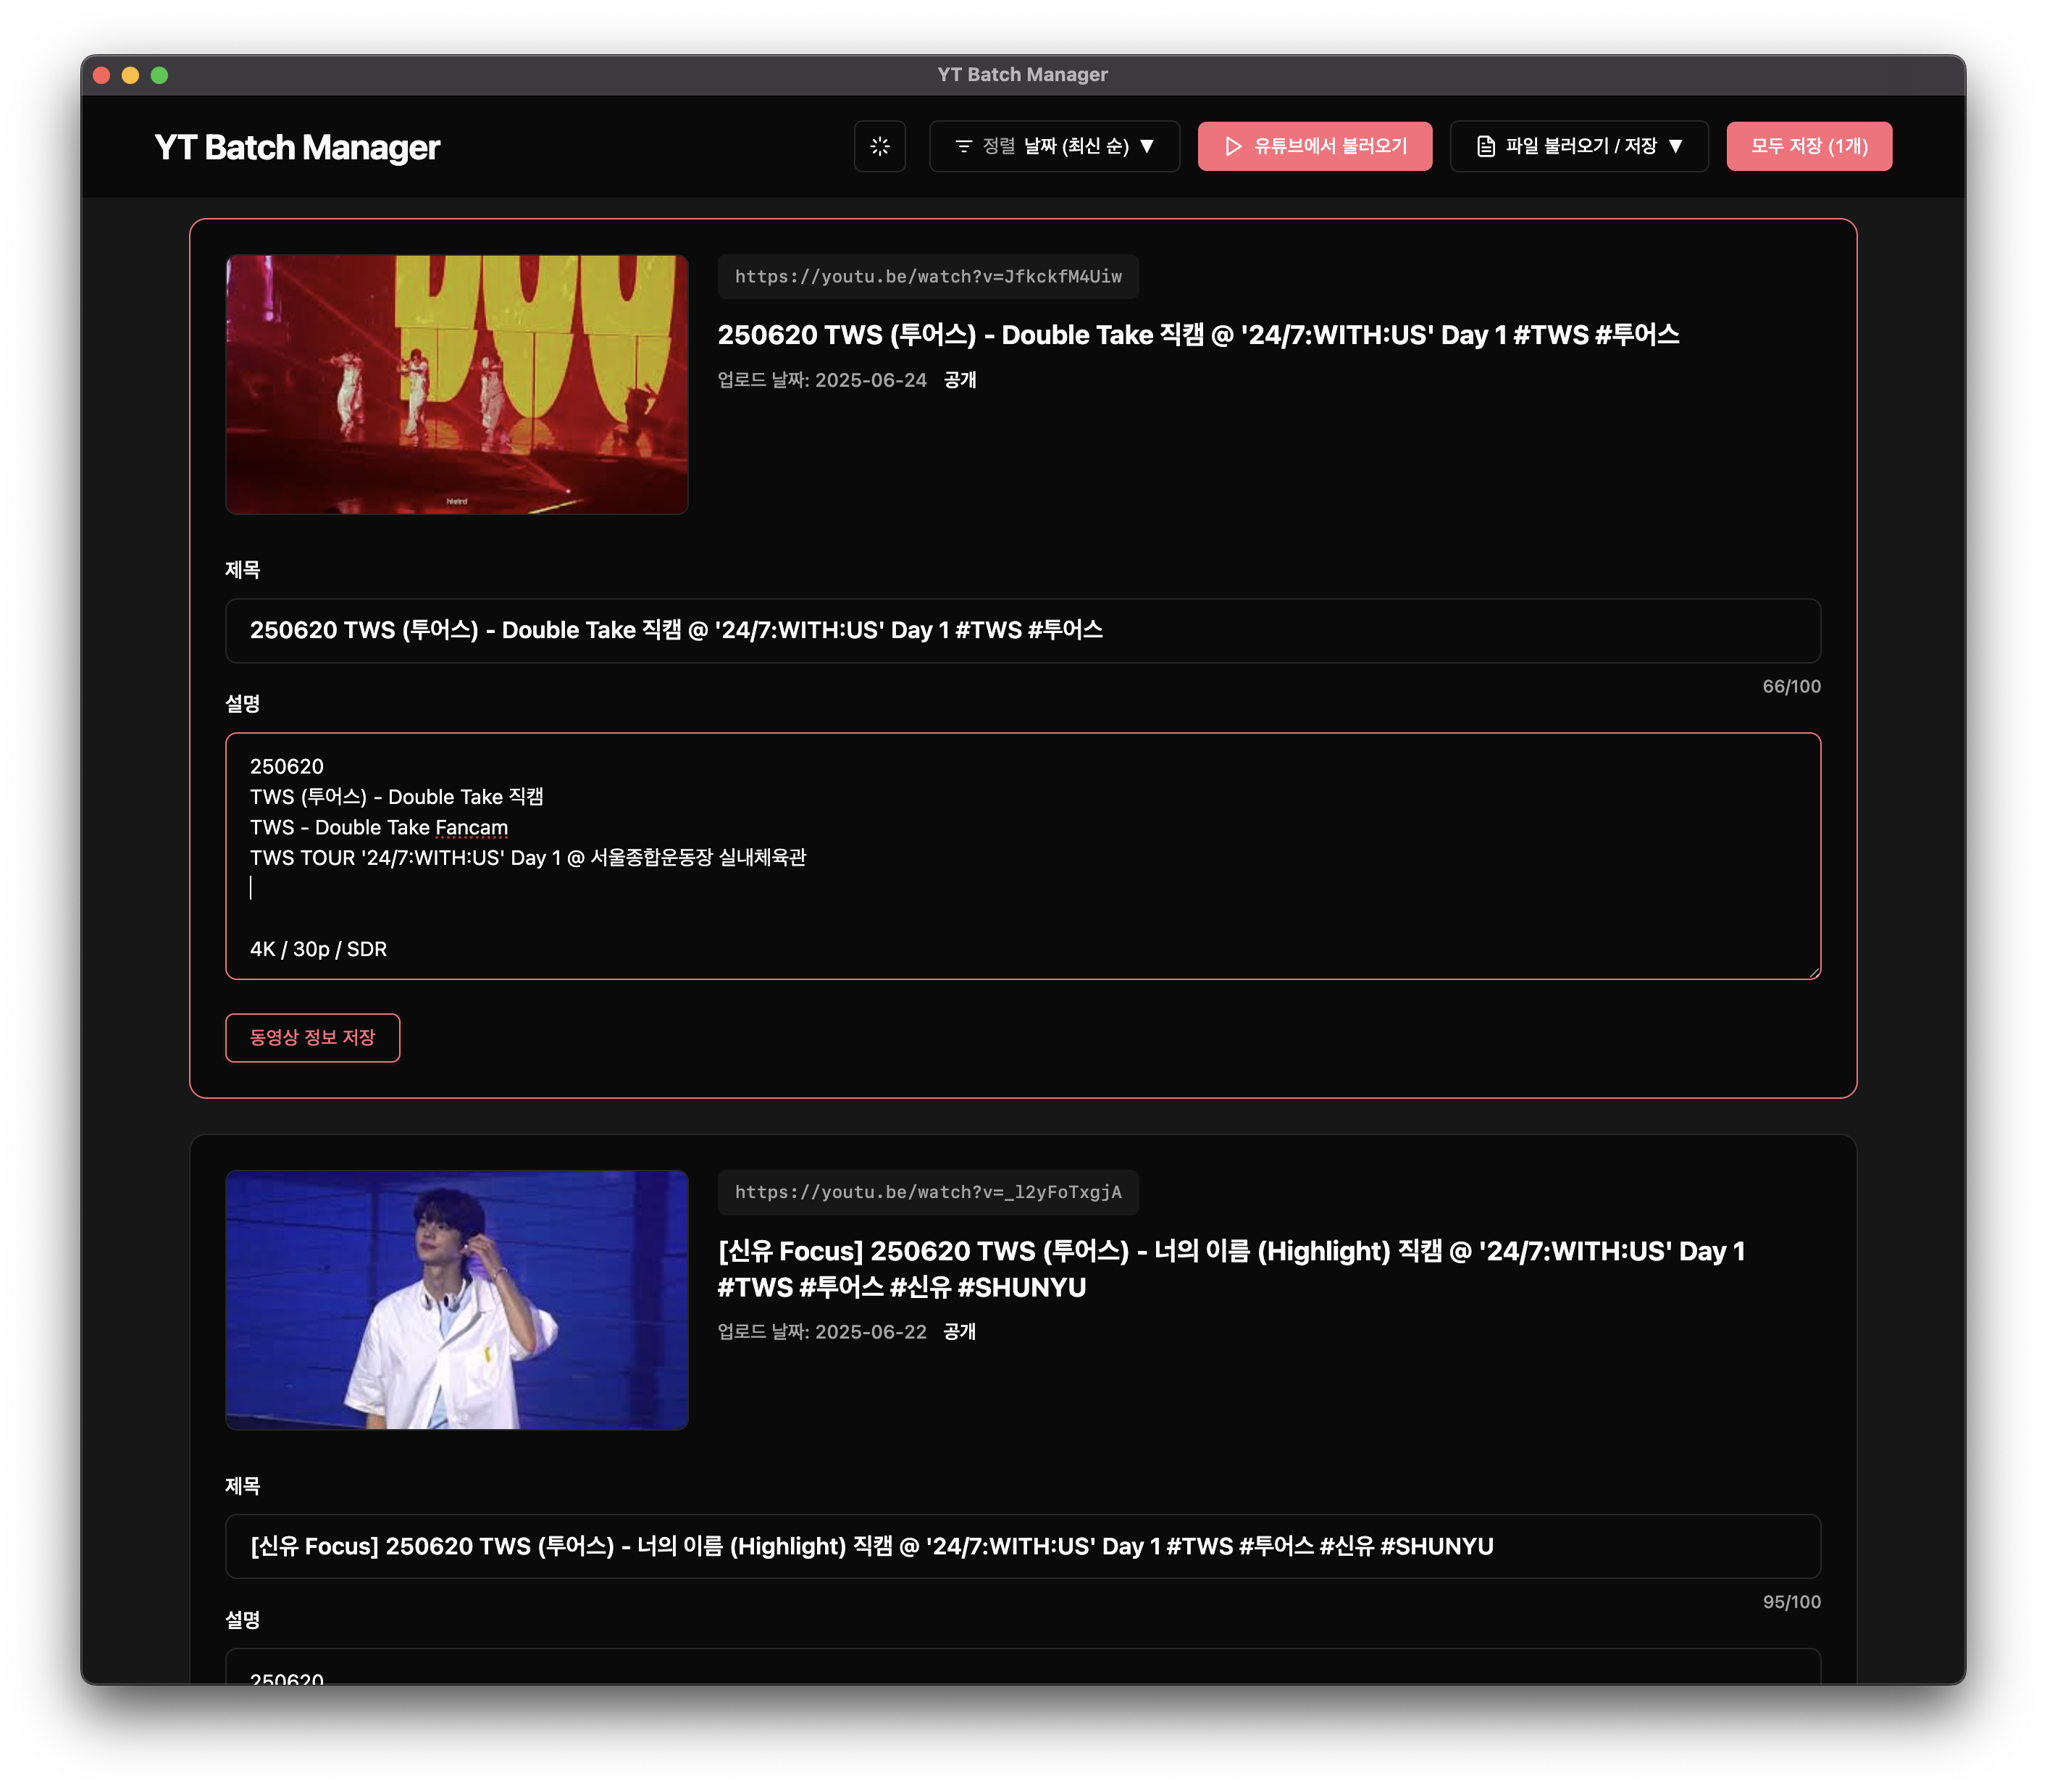 YT Batch Manager
YT Batch Manager
정렬 날짜 (최신 순) ▼
유튜브에서 불러오기
파일 불러오기 / 저장 ▼
모두 저장 (1개)
https://youtu.be/watch?v=JfkckfM4Uiw
250620 TWS (투어스) - Double Take 직캠 @ '24/7:WITH:US' Day 1 #TWS #투어스
업로드 날짜: 2025-06-24 공개
제목
250620 TWS (투어스) - Double Take 직캠 @ '24/7:WITH:US' Day 1 #TWS #투어스
66/100
설명
250620
TWS (투어스) - Double Take 직캠
TWS - Double Take Fancam
TWS TOUR '24/7:WITH:US' Day 1 @ 서울종합운동장 실내체육관
4K / 30p / SDR
동영상 정보 저장
https://youtu.be/watch?v=_l2yFoTxgjA
[신유 Focus] 250620 TWS (투어스) - 너의 이름 (Highlight) 직캠 @ '24/7:WITH:US' Day 1
#TWS #투어스 #신유 #SHUNYU
업로드 날짜: 2025-06-22 공개
제목
[신유 Focus] 250620 TWS (투어스) - 너의 이름 (Highlight) 직캠 @ '24/7:WITH:US' Day 1 #TWS #투어스 #신유 #SHUNYU
95/100
설명
250620